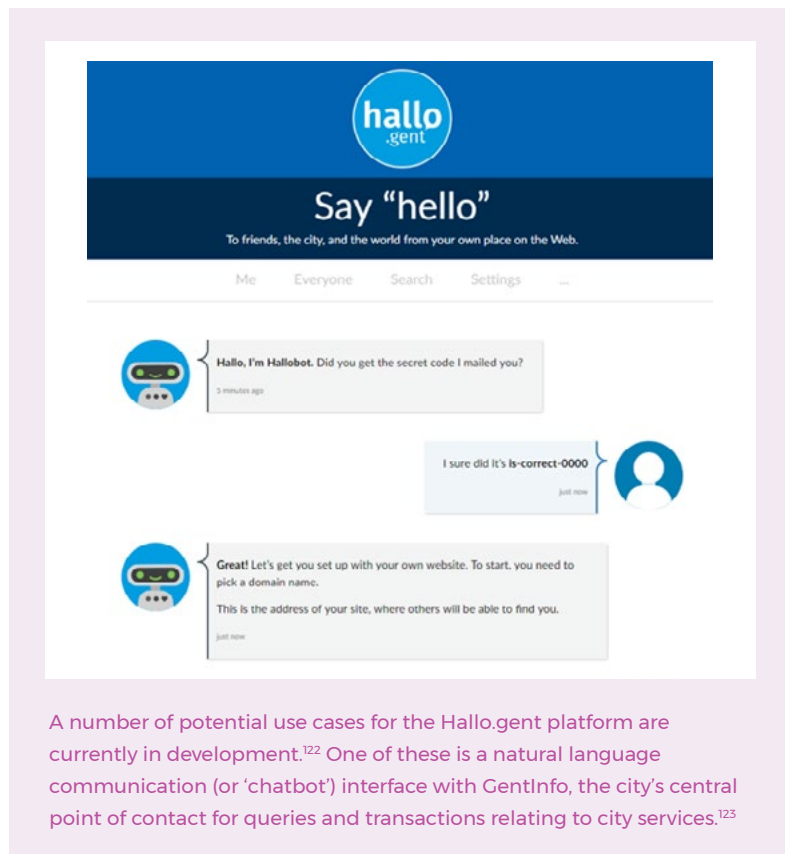 hallo
.gent
Say “hello”
To friends, the city, and the world from your own place on the Web.
Me Everyone Search Settings ...
Hallo, I'm Hallobot. Did you get the secret code I mailed you?
5 minutes ago
I sure did it's is-correct-0000
just now
Great! Let's get you set up with your own website. To start, you need to
pick a domain name.
This is the address of your site, where others will be able to find you.
just now
A number of potential use cases for the Hallo.gent platform are
currently in development.122 One of these is a natural language
communication (or ‘chatbot’) interface with GentInfo, the city’s central
point of contact for queries and transactions relating to city services.123